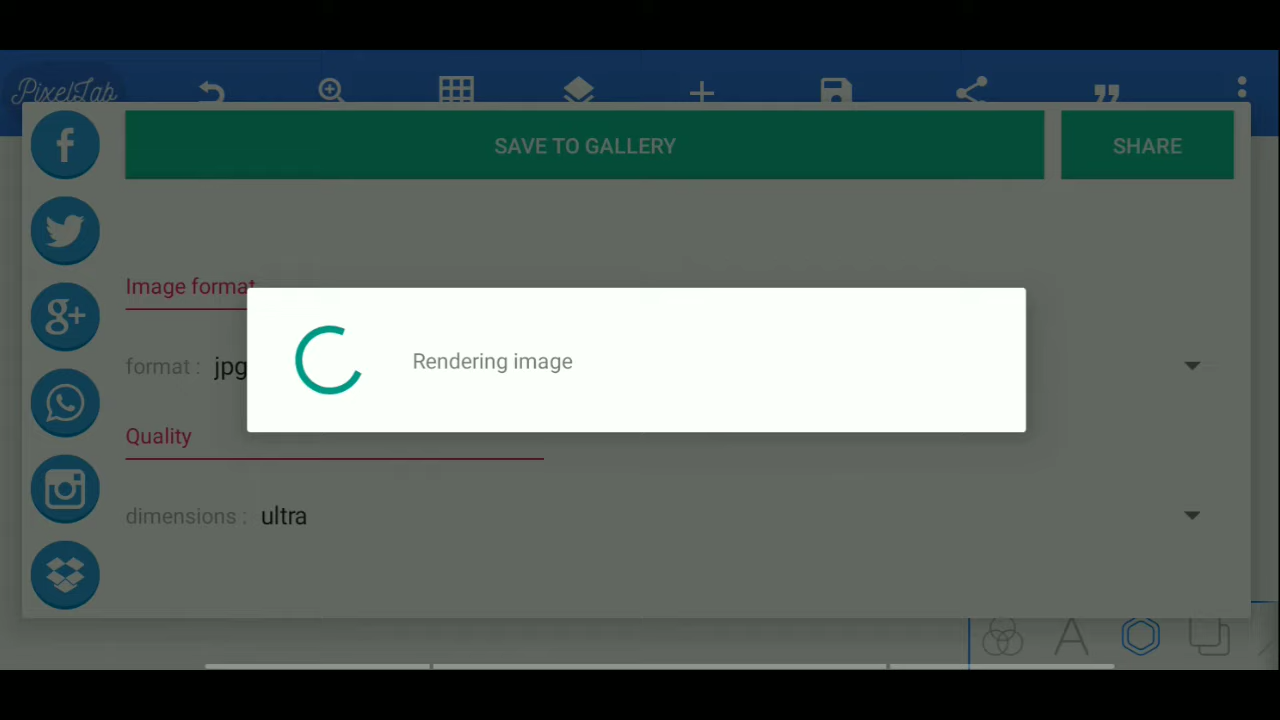 PixelLab
SAVE TO GALLERY
SHARE
Image format
Rendering image
format : jpg
Quality
dimensions : ultra